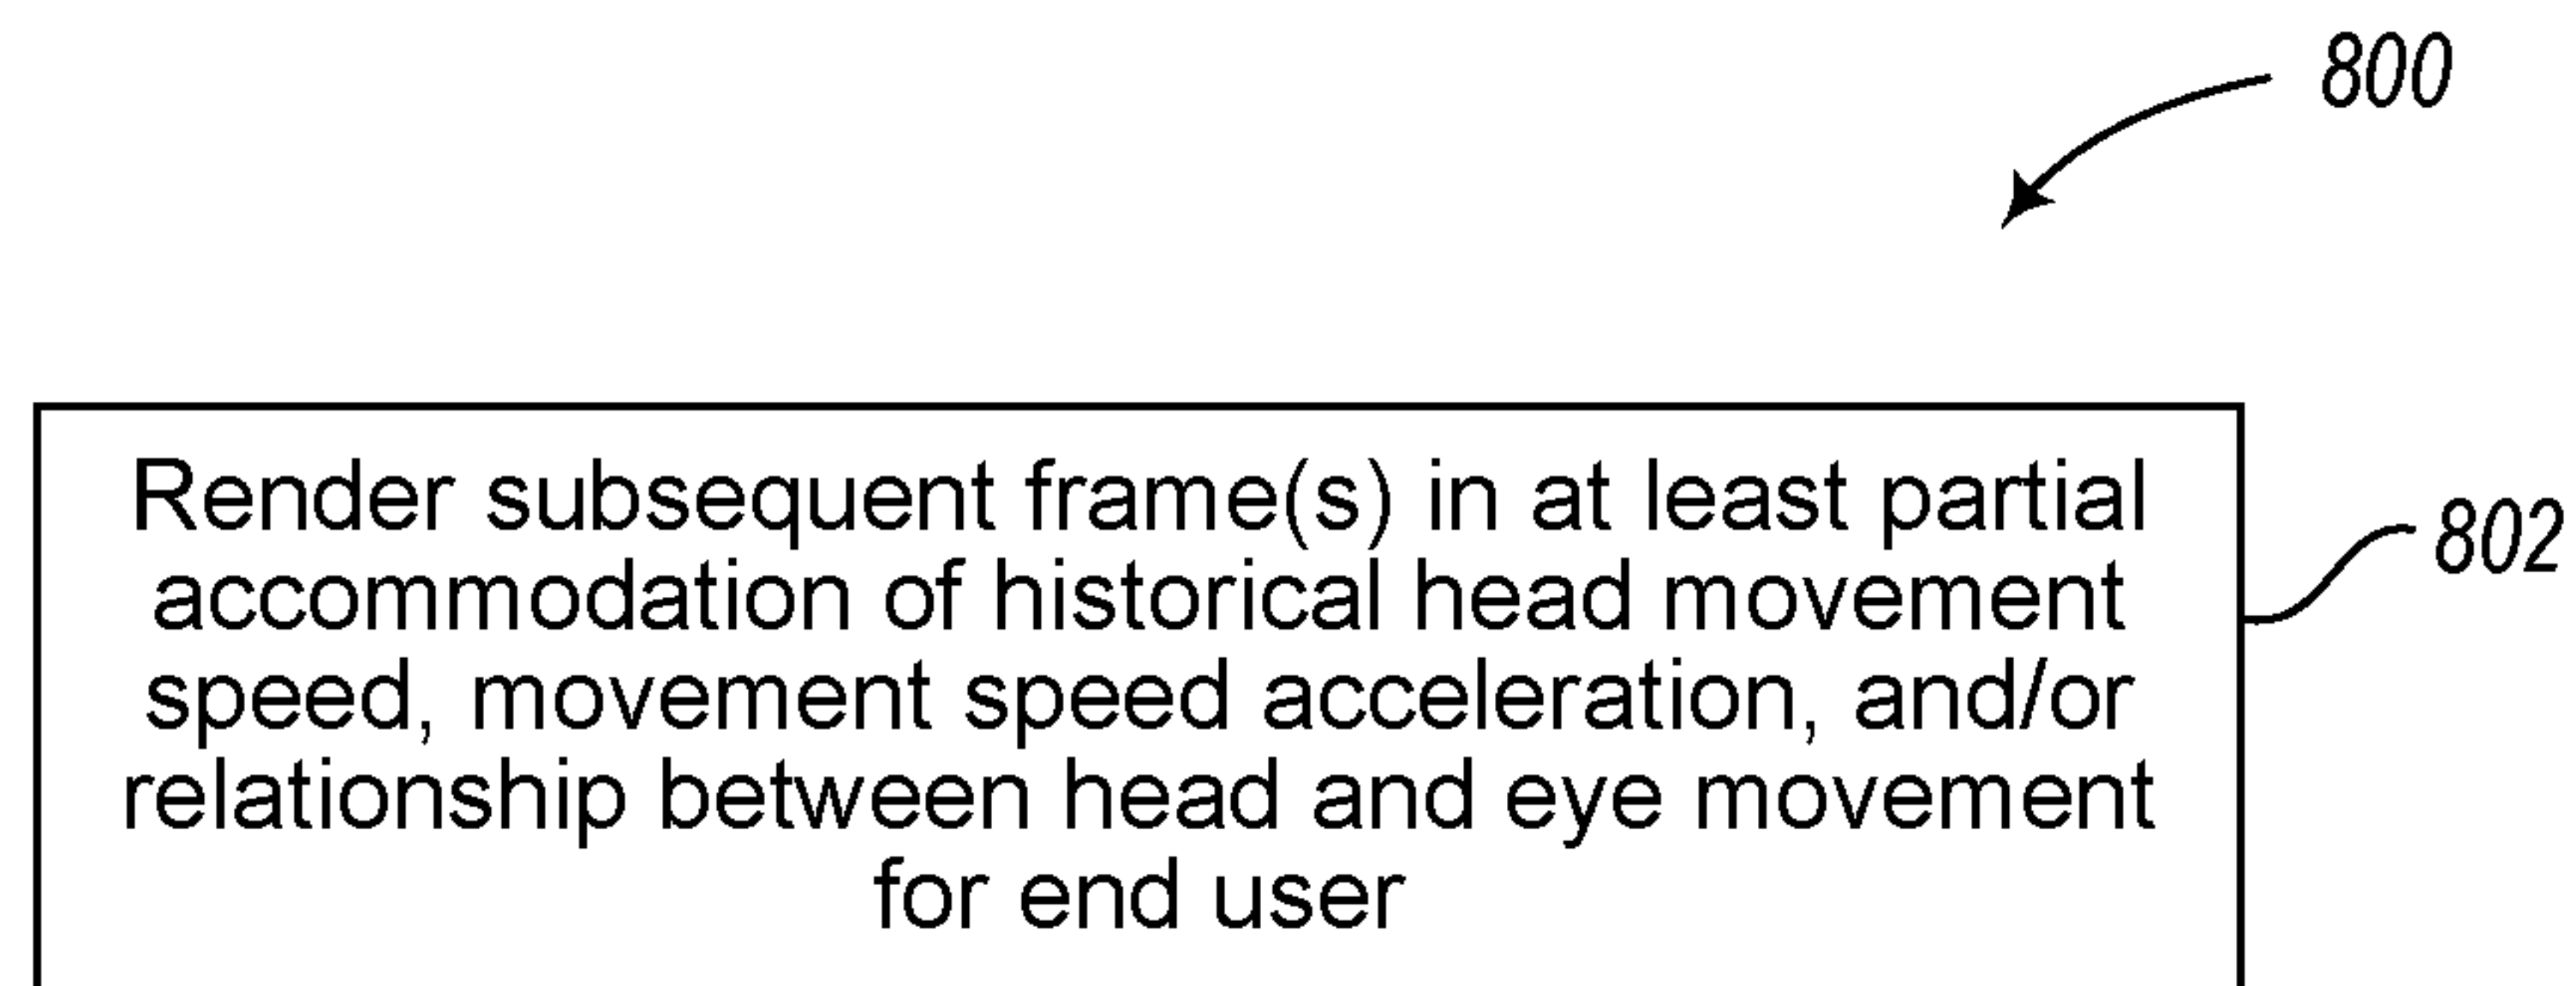 800
Render subsequent frame(s) in at least partial
accommodation of historical head movement
speed, movement speed acceleration, and/or
relationship between head and eye movement
for end user
802